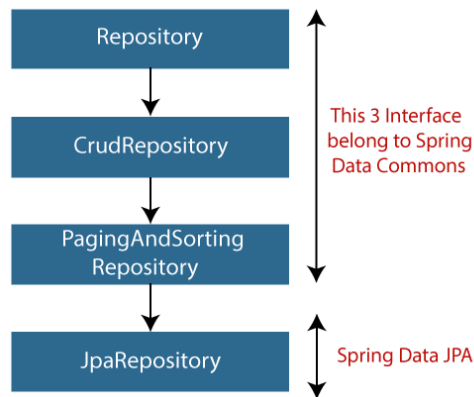 Repository
This 3 Interface
belong to Spring
Data Commons
CrudRepository
PagingAndSorting
Repository
JpaRepository
Spring Data JPA